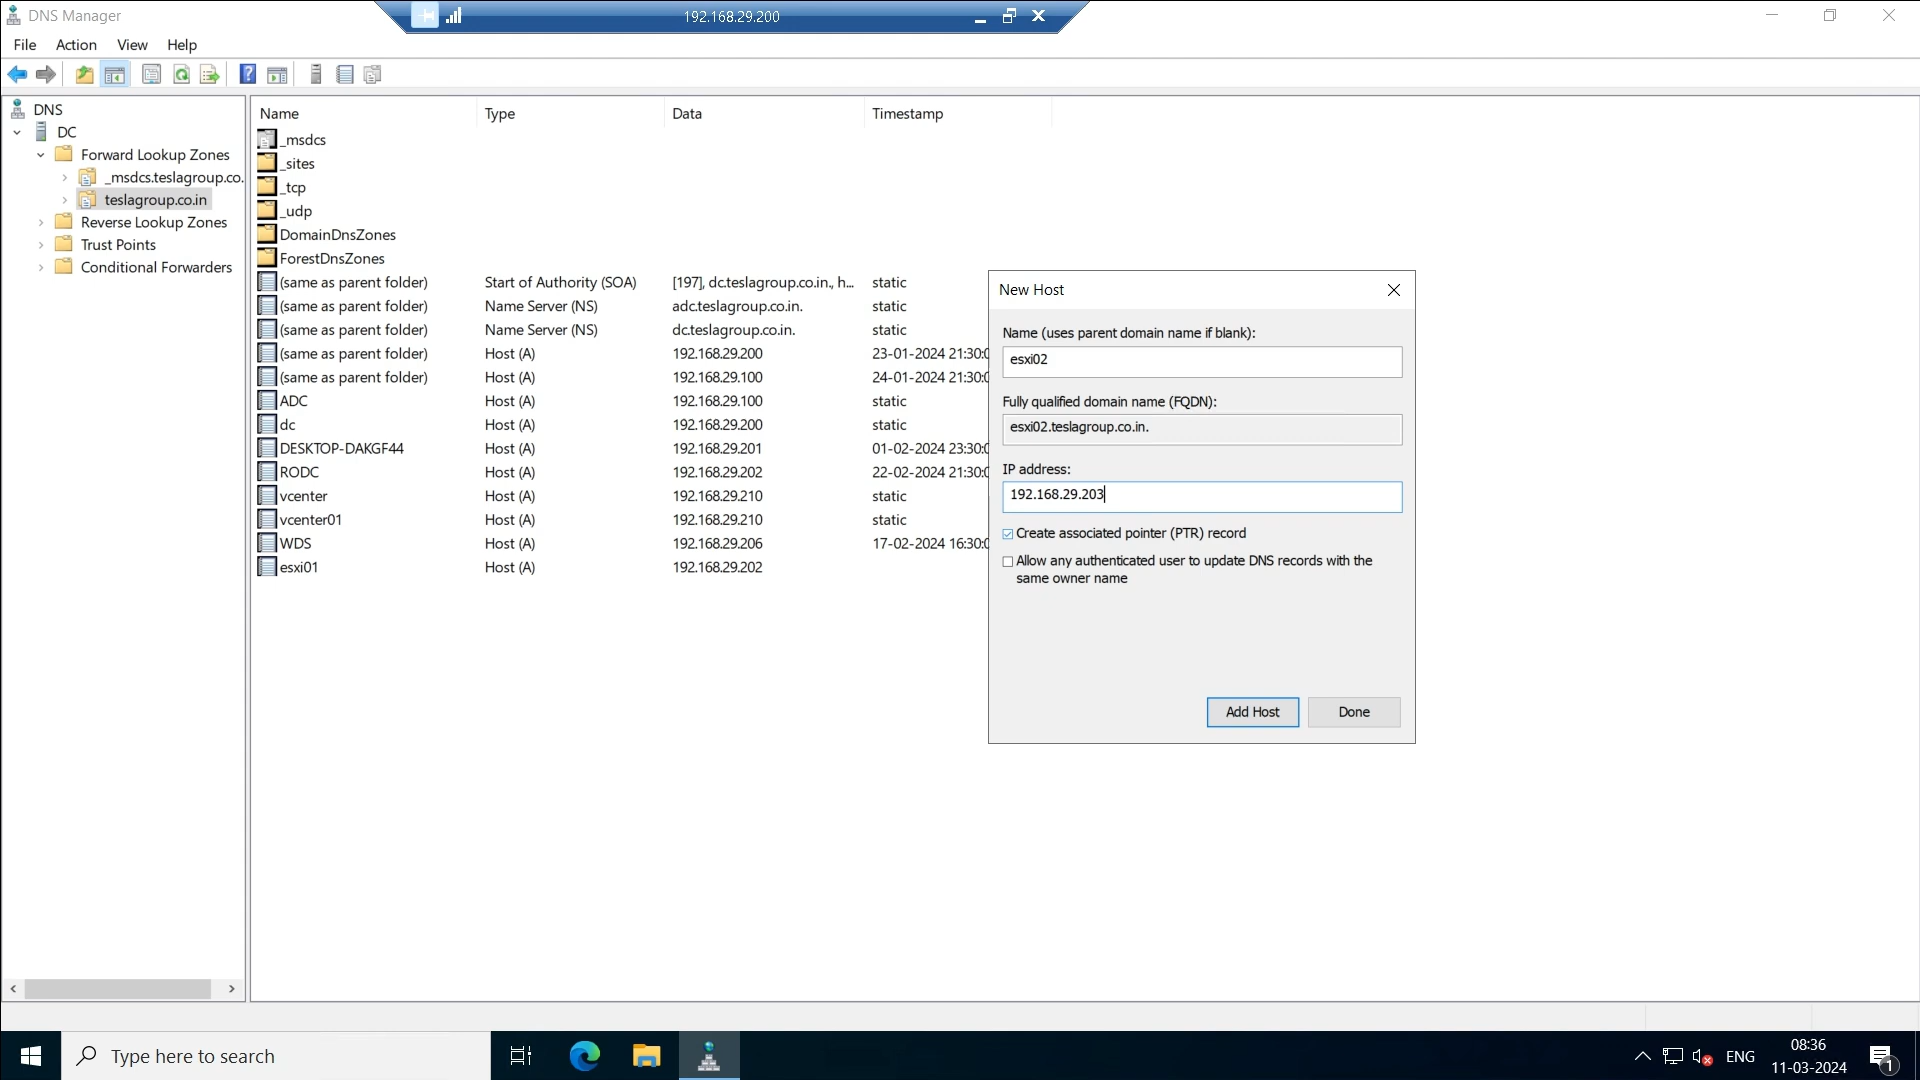 DNS Manager
192.168.29.200
File Action View Help
DNS
DC
Forward Lookup Zones
_msdcs.teslagroup.co.
teslagroup.co.in
Reverse Lookup Zones
Trust Points
Conditional Forwarders
Name Type Data Timestamp
_msdcs
_sites
_tcp
_udp
DomainDnsZones
ForestDnsZones
(same as parent folder) Start of Authority (SOA) [197], dc.teslagroup.co.in., h... static
(same as parent folder) Name Server (NS) adc.teslagroup.co.in. static
(same as parent folder) Name Server (NS) dc.teslagroup.co.in. static
(same as parent folder) Host (A) 192.168.29.200 23-01-2024 21:30:0
(same as parent folder) Host (A) 192.168.29.100 24-01-2024 21:30:0
ADC Host (A) 192.168.29.100 static
dc Host (A) 192.168.29.200 static
DESKTOP-DAKGF44 Host (A) 192.168.29.201 01-02-2024 23:30:0
RODC Host (A) 192.168.29.202 22-02-2024 21:30:0
vcenter Host (A) 192.168.29.210 static
vcenter01 Host (A) 192.168.29.210 static
WDS Host (A) 192.168.29.206 17-02-2024 16:30:0
esxi01 Host (A) 192.168.29.202
New Host
Name (uses parent domain name if blank):
esxi02
Fully qualified domain name (FQDN):
esxi02.teslagroup.co.in.
IP address:
192.168.29.203
Create associated pointer (PTR) record
Allow any authenticated user to update DNS records with the
same owner name
Add Host Done
Type here to search
ENG
08:36
11-03-2024
1